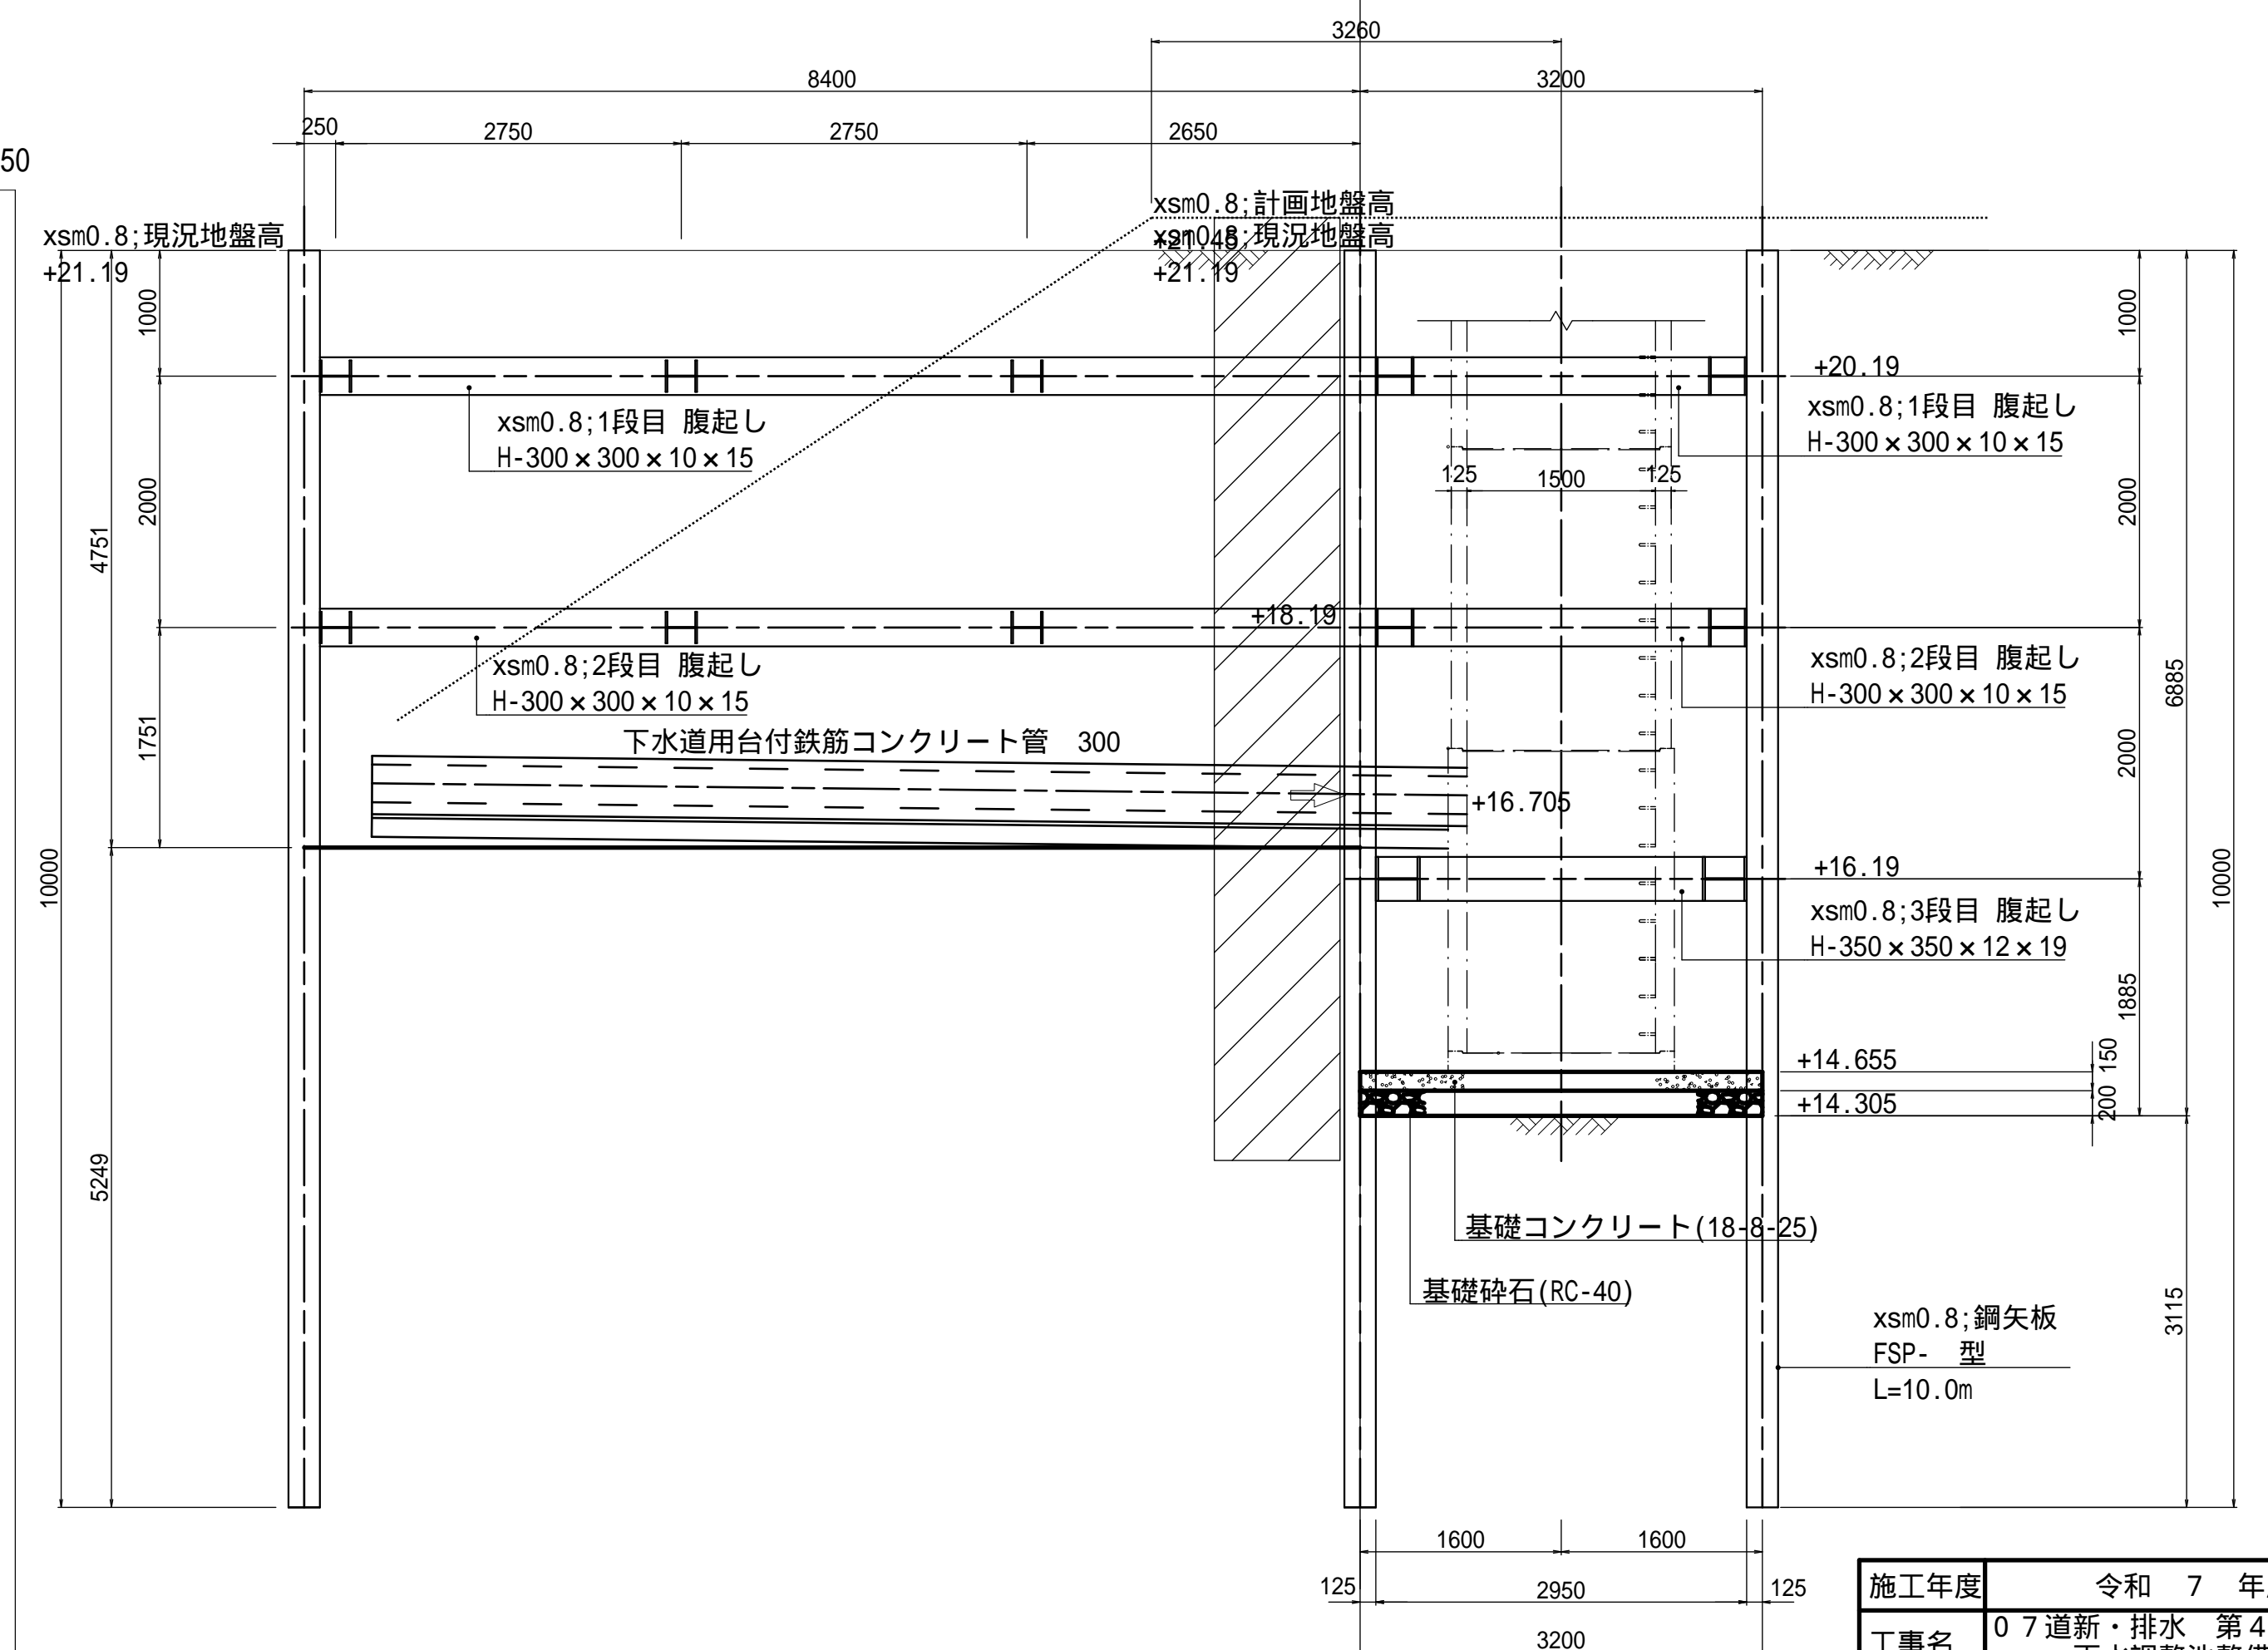 3260
8400
3200
250
2750
2750
2650
50
xsm0.8;現況地盤高
+21.19
xsm0.8;計画地盤高
+21.45
xsm0.8;現況地盤高
+21.19
1000
2000
1751
4751
5249
10000
xsm0.8;1段目 腹起し
H-300×300×10×15
xsm0.8;2段目 腹起し
H-300×300×10×15
下水道用台付鉄筋コンクリート管 300
+18.19
+16.705
125
1500
125
+20.19
xsm0.8;1段目 腹起し
H-300×300×10×15
xsm0.8;2段目 腹起し
H-300×300×10×15
+16.19
xsm0.8;3段目 腹起し
H-350×350×12×19
+14.655
+14.305
1000
2000
2000
1885
150
200
6885
3115
10000
基礎コンクリート(18-8-25)
基礎砕石(RC-40)
xsm0.8;鋼矢板
FSP- 型
L=10.0m
1600
1600
125
2950
125
3200
施工年度 令和 7 年
工事名 07道新・排水 第4